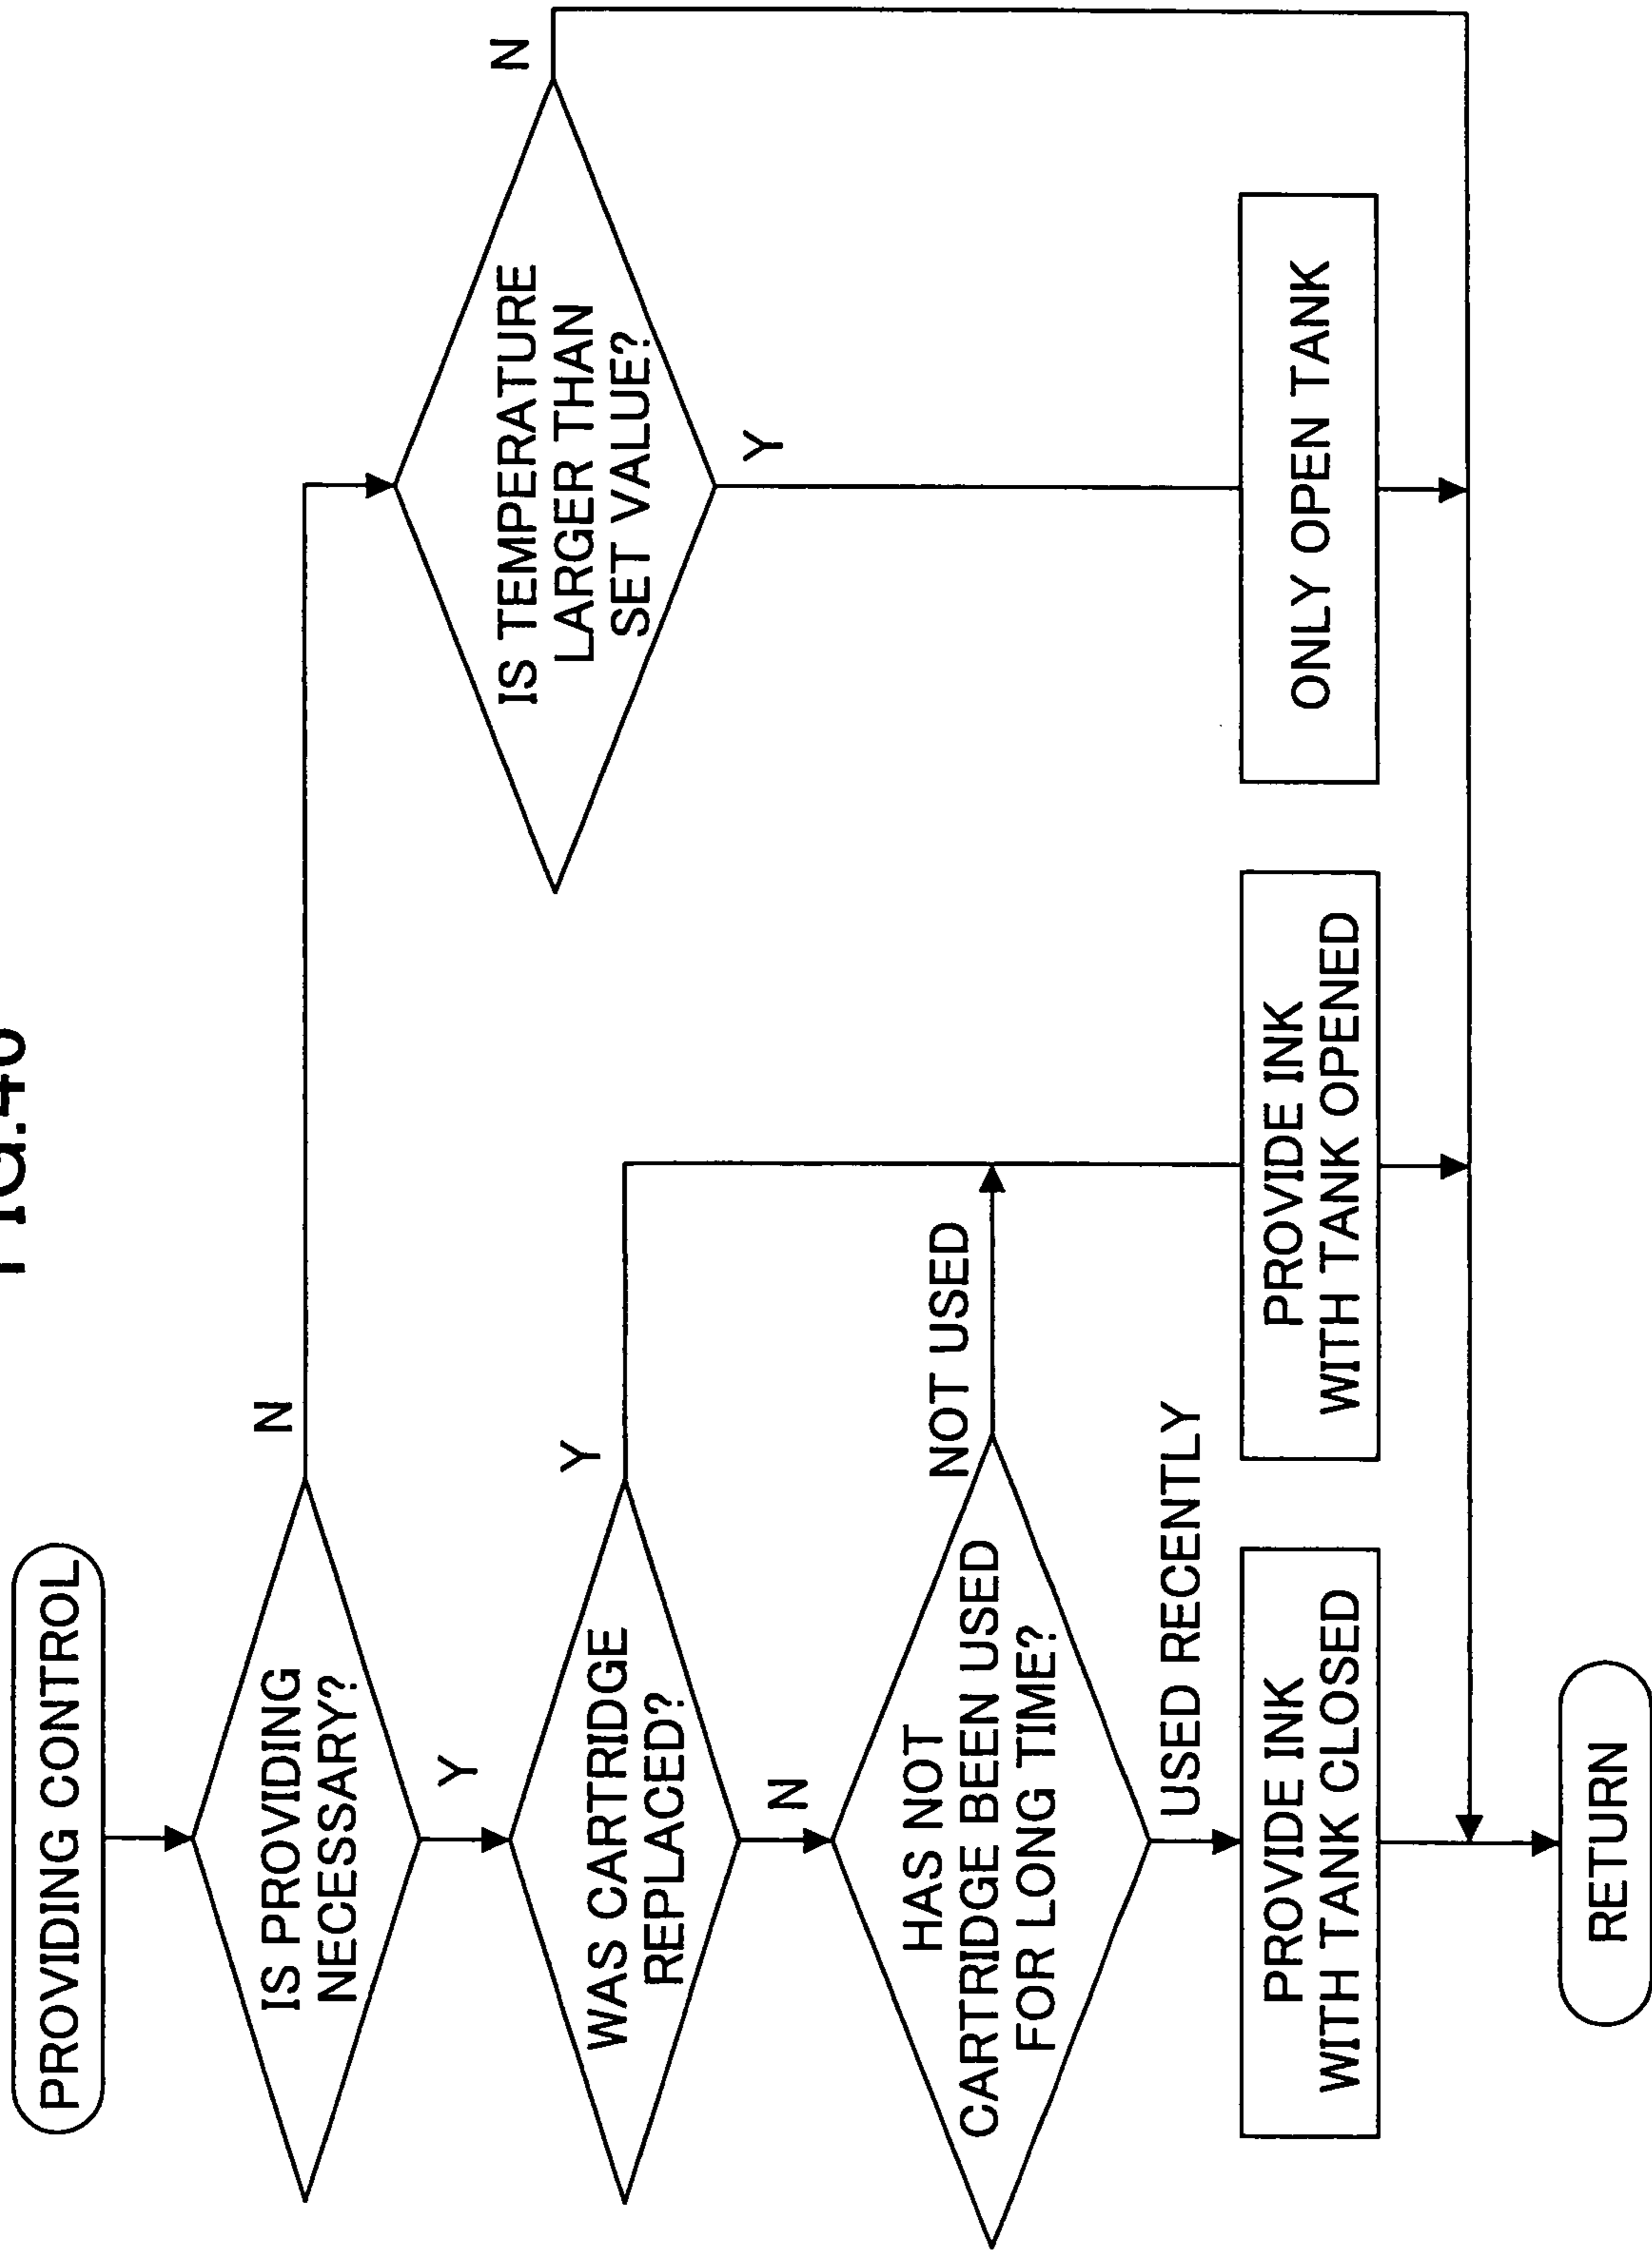 PROVIDING CONTROL
IS PROVIDING
NECESSARY?
N
Y
IS TEMPERATURE
LARGER THAN
SET VALUE?
N
Y
WAS CARTRIDGE
REPLACED?
Y
N
HAS NOT
CARTRIDGE BEEN USED
FOR LONG TIME?
NOT USED
USED RECENTLY
PROVIDE INK
WITH TANK CLOSED
PROVIDE INK
WITH TANK OPENED
ONLY OPEN TANK
RETURN